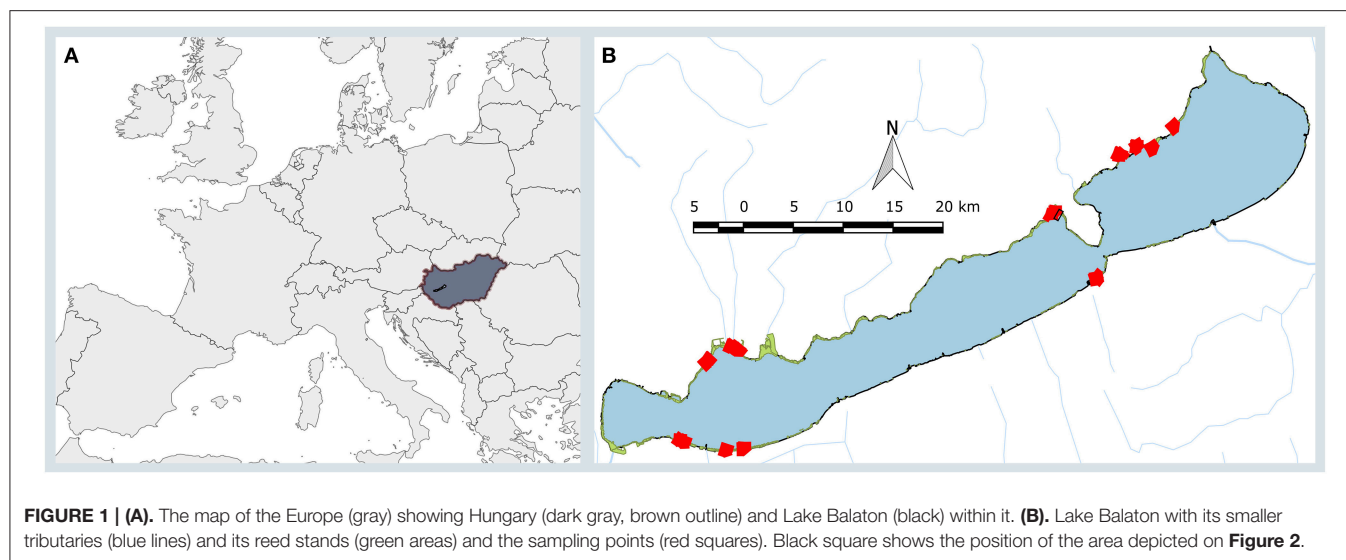 A
B
N
5 0 5 10 15 20 km
FIGURE 1 | (A). The map of the Europe (gray) showing Hungary (dark gray, brown outline) and Lake Balaton (black) within it. (B). Lake Balaton with its smaller
tributaries (blue lines) and its reed stands (green areas) and the sampling points (red squares). Black square shows the position of the area depicted on Figure 2.